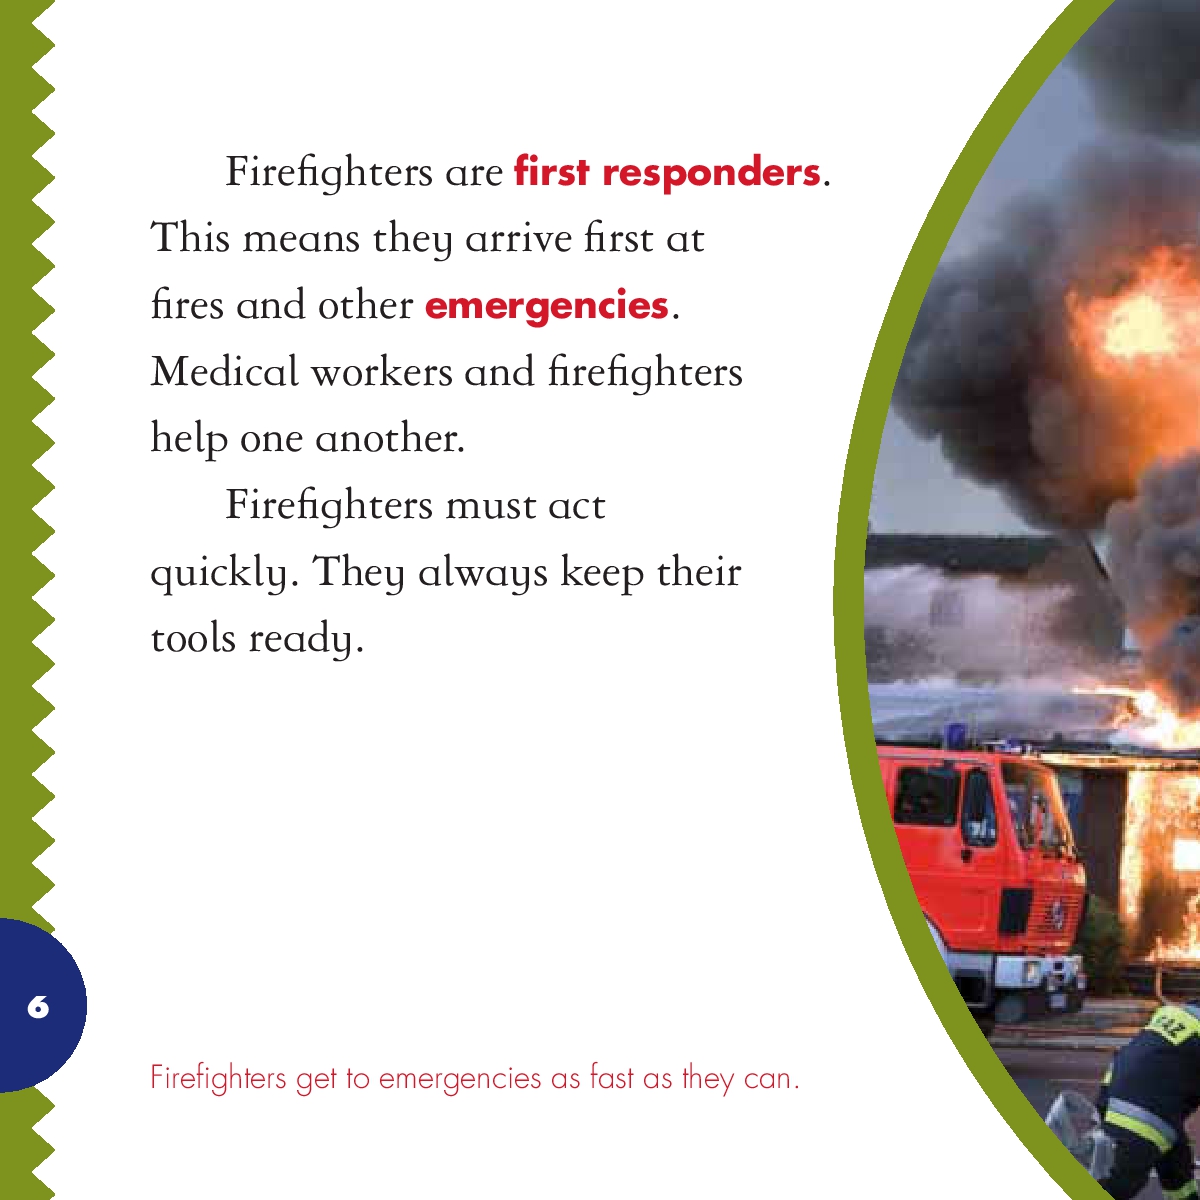 Firefighters are first responders.
This means they arrive first at
fires and other emergencies.
Medical workers and firefighters
help one another.
Firefighters must act
quickly. They always keep their
tools ready.
6
Firefighters get to emergencies as fast as they can.